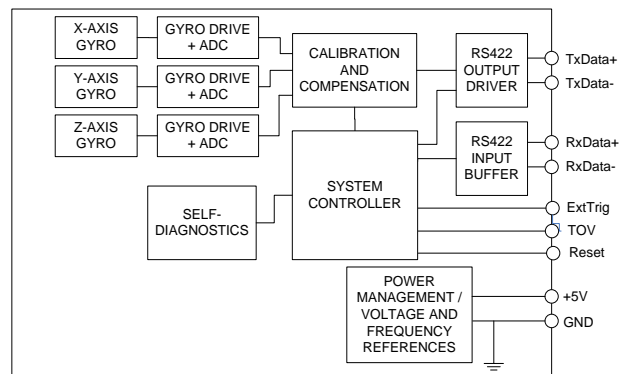 X-AXIS
GYRO
GYRO DRIVE
+ ADC
Y-AXIS
GYRO
GYRO DRIVE
+ ADC
Z-AXIS
GYRO
GYRO DRIVE
+ ADC
CALIBRATION
AND
COMPENSATION
RS422
OUTPUT
DRIVER
TxData+
TxData-
RS422
INPUT
BUFFER
RxData+
RxData-
SYSTEM
CONTROLLER
SELF-
DIAGNOSTICS
ExtTrig
TOV
Reset
POWER
MANAGEMENT /
VOLTAGE AND
FREQUENCY
REFERENCES
+5V
GND